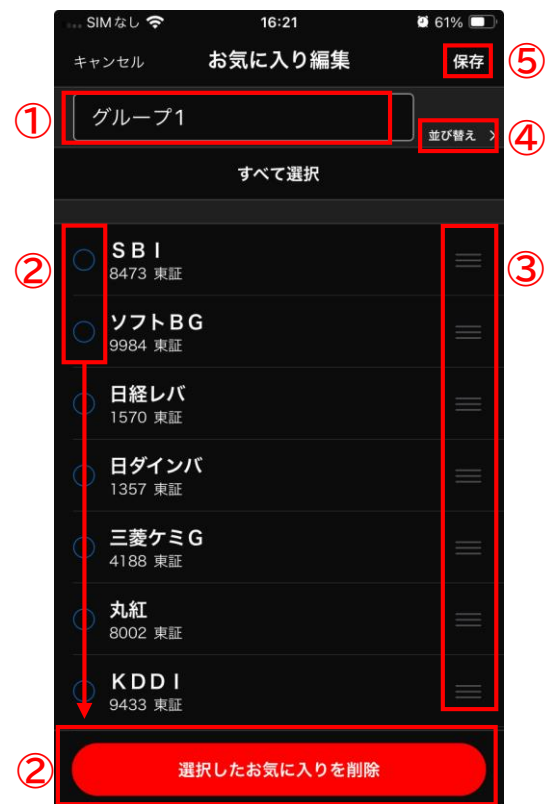 SIMなし 16:21 61%
キャンセル お気に入り編集 保存 ⑤
① グループ1
並び替え > ④
すべて選択
② ＳＢＩ ③
8473 東証
ソフトＢＧ
9984 東証
日経レバ
1570 東証
日ダインバ
1357 東証
三菱ケミＧ
4188 東証
丸紅
8002 東証
ＫＤＤＩ
9433 東証
② 選択したお気に入りを削除